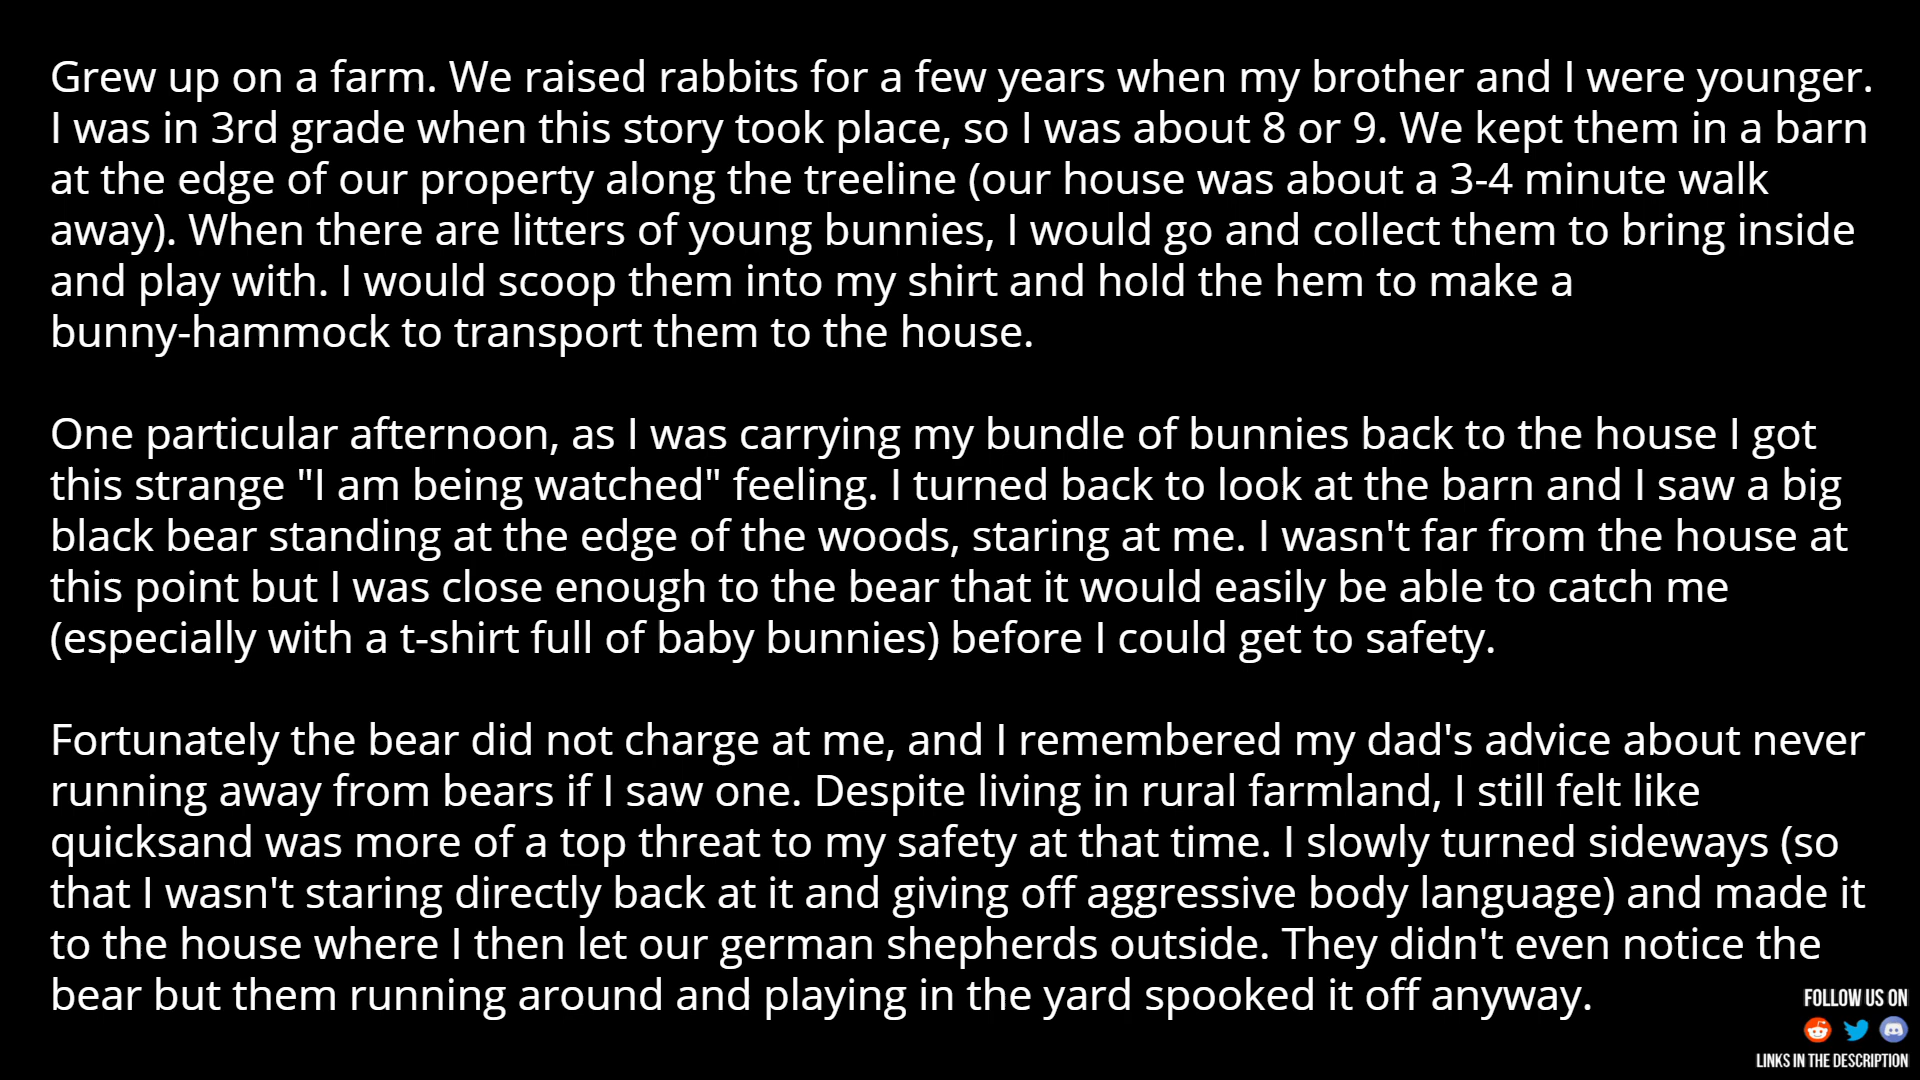 Grew up on a farm. We raised rabbits for a few years when my brother and I were younger.
I was in 3rd grade when this story took place, so I was about 8 or 9. We kept them in a barn
at the edge of our property along the treeline (our house was about a 3-4 minute walk
away). When there are litters of young bunnies, I would go and collect them to bring inside
and play with. I would scoop them into my shirt and hold the hem to make a
bunny-hammock to transport them to the house.
One particular afternoon, as I was carrying my bundle of bunnies back to the house I got
this strange "I am being watched" feeling. I turned back to look at the barn and I saw a big
black bear standing at the edge of the woods, staring at me. I wasn't far from the house at
this point but I was close enough to the bear that it would easily be able to catch me
(especially with a t-shirt full of baby bunnies) before I could get to safety.
Fortunately the bear did not charge at me, and I remembered my dad's advice about never
running away from bears if I saw one. Despite living in rural farmland, I still felt like
quicksand was more of a top threat to my safety at that time. I slowly turned sideways (so
that I wasn't staring directly back at it and giving off aggressive body language) and made it
to the house where I then let our german shepherds outside. They didn't even notice the
bear but them running around and playing in the yard spooked it off anyway.
FOLLOW US ON
LINKS IN THE DESCRIPTION